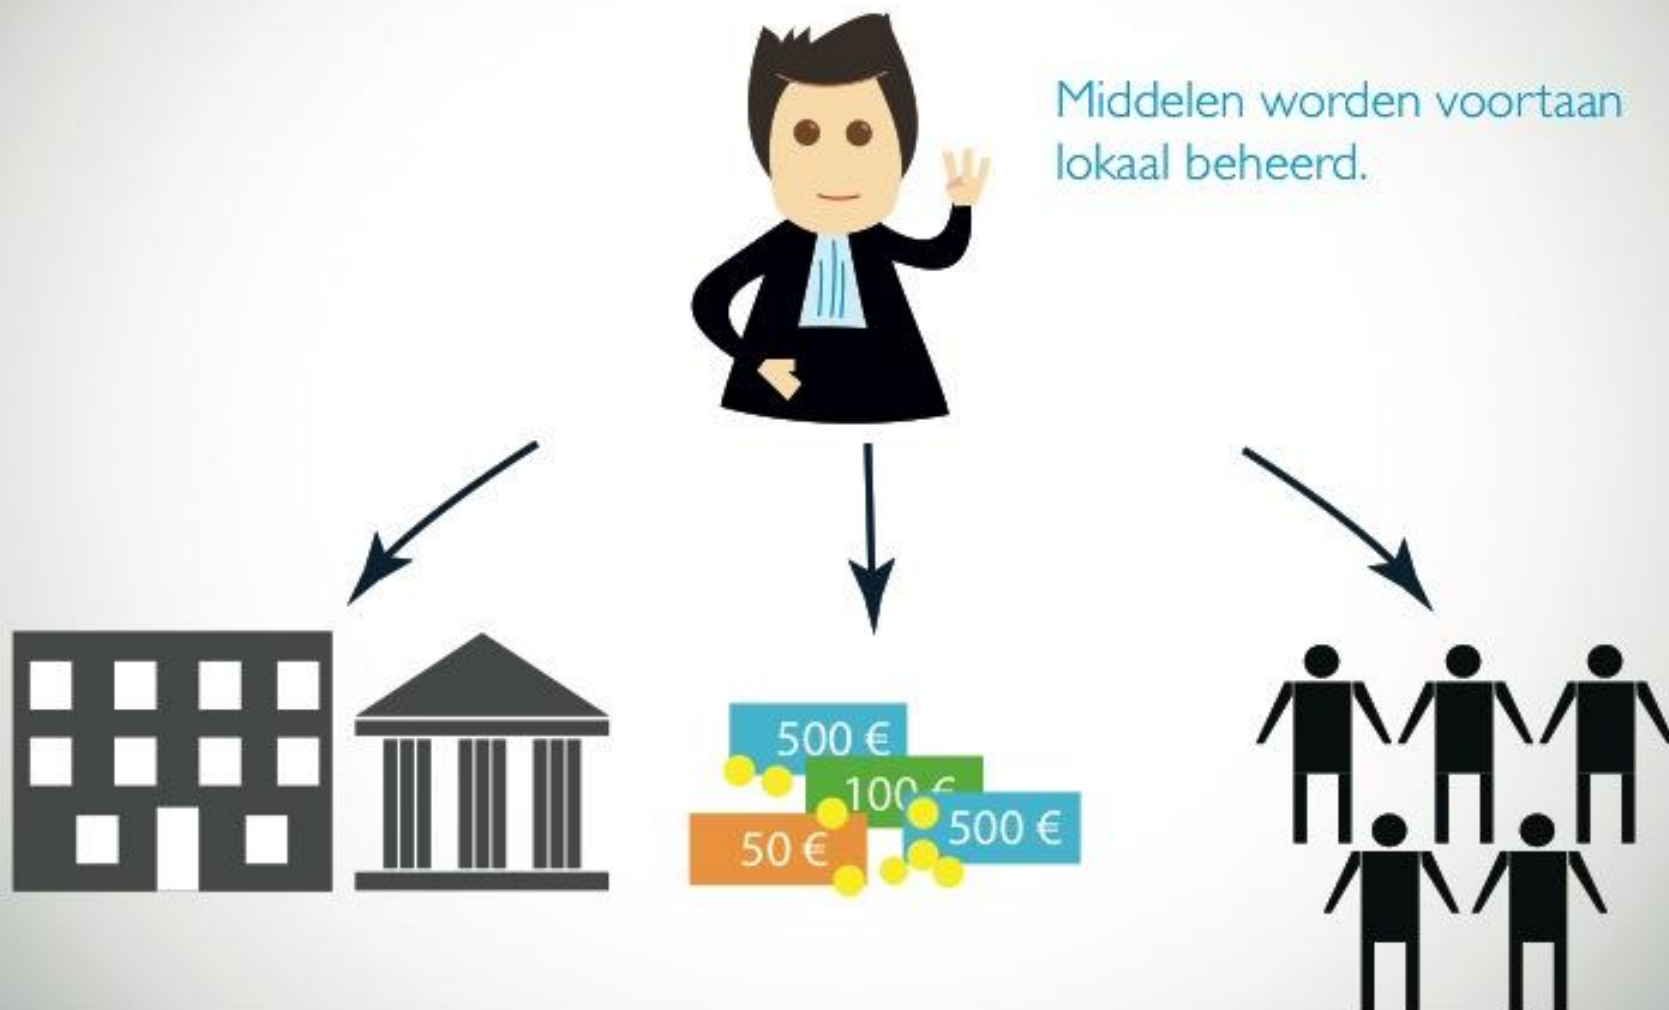 Middelen worden voortaan
lokaal beheerd.
500 €
100 €
500 €
50 €